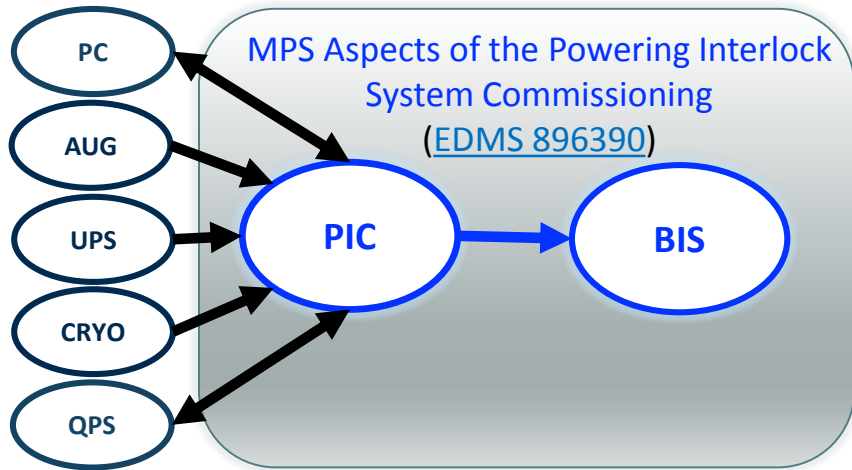 PC
MPS Aspects of the Powering Interlock
System Commissioning
(EDMS 896390)
AUG
UPS
CRYO
QPS
PIC
BIS